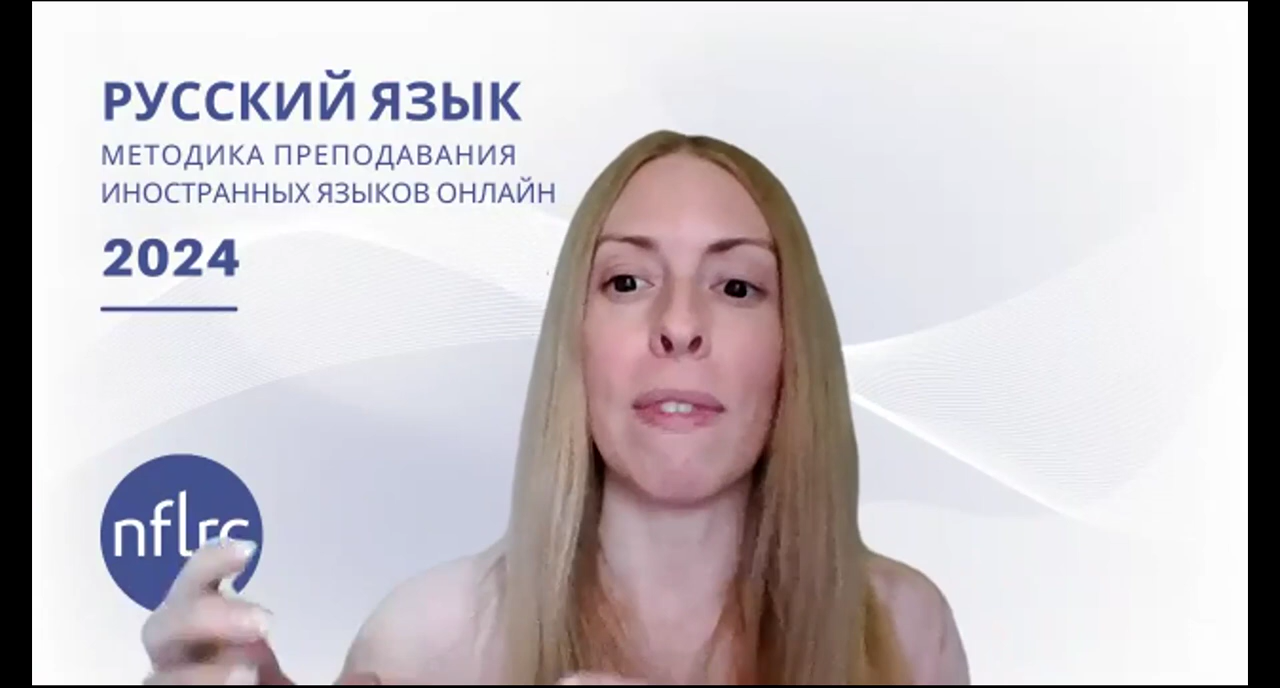 РУССКИЙ ЯЗЫК
МЕТОДИКА ПРЕПОДАВАНИЯ
ИНОСТРАННЫХ ЯЗЫКОВ ОНЛАЙН
2024
nflrc